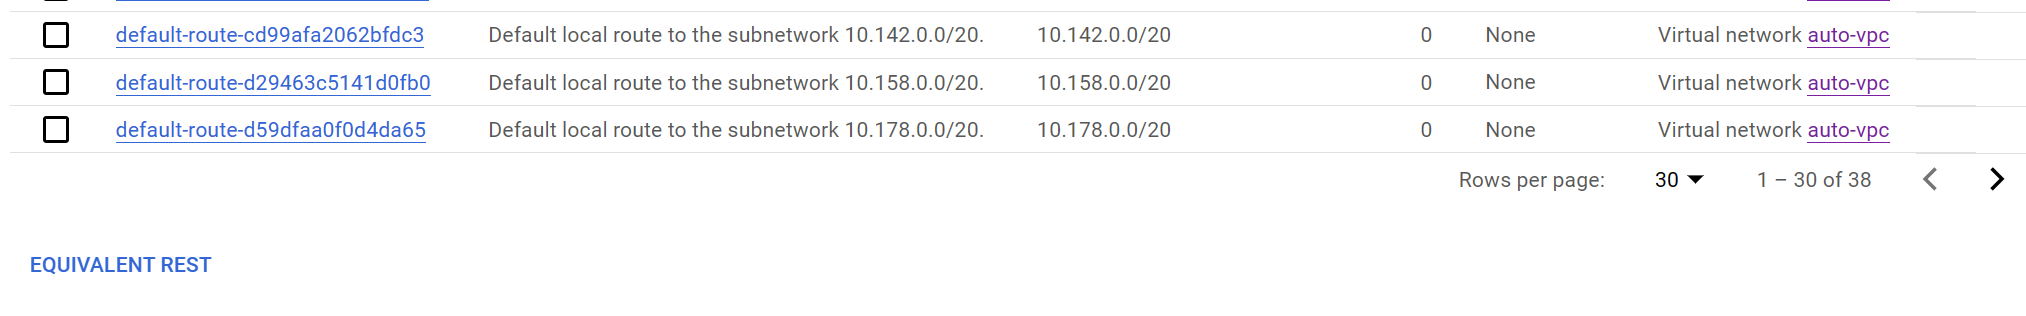 default-route-cd99afa2062bfdc3 Default local route to the subnetwork 10.142.0.0/20. 10.142.0.0/20 0 None Virtual network auto-vpc
default-route-d29463c5141d0fb0 Default local route to the subnetwork 10.158.0.0/20. 10.158.0.0/20 0 None Virtual network auto-vpc
default-route-d59dfaa0f0d4da65 Default local route to the subnetwork 10.178.0.0/20. 10.178.0.0/20 0 None Virtual network auto-vpc
Rows per page: 30 1 – 30 of 38
EQUIVALENT REST